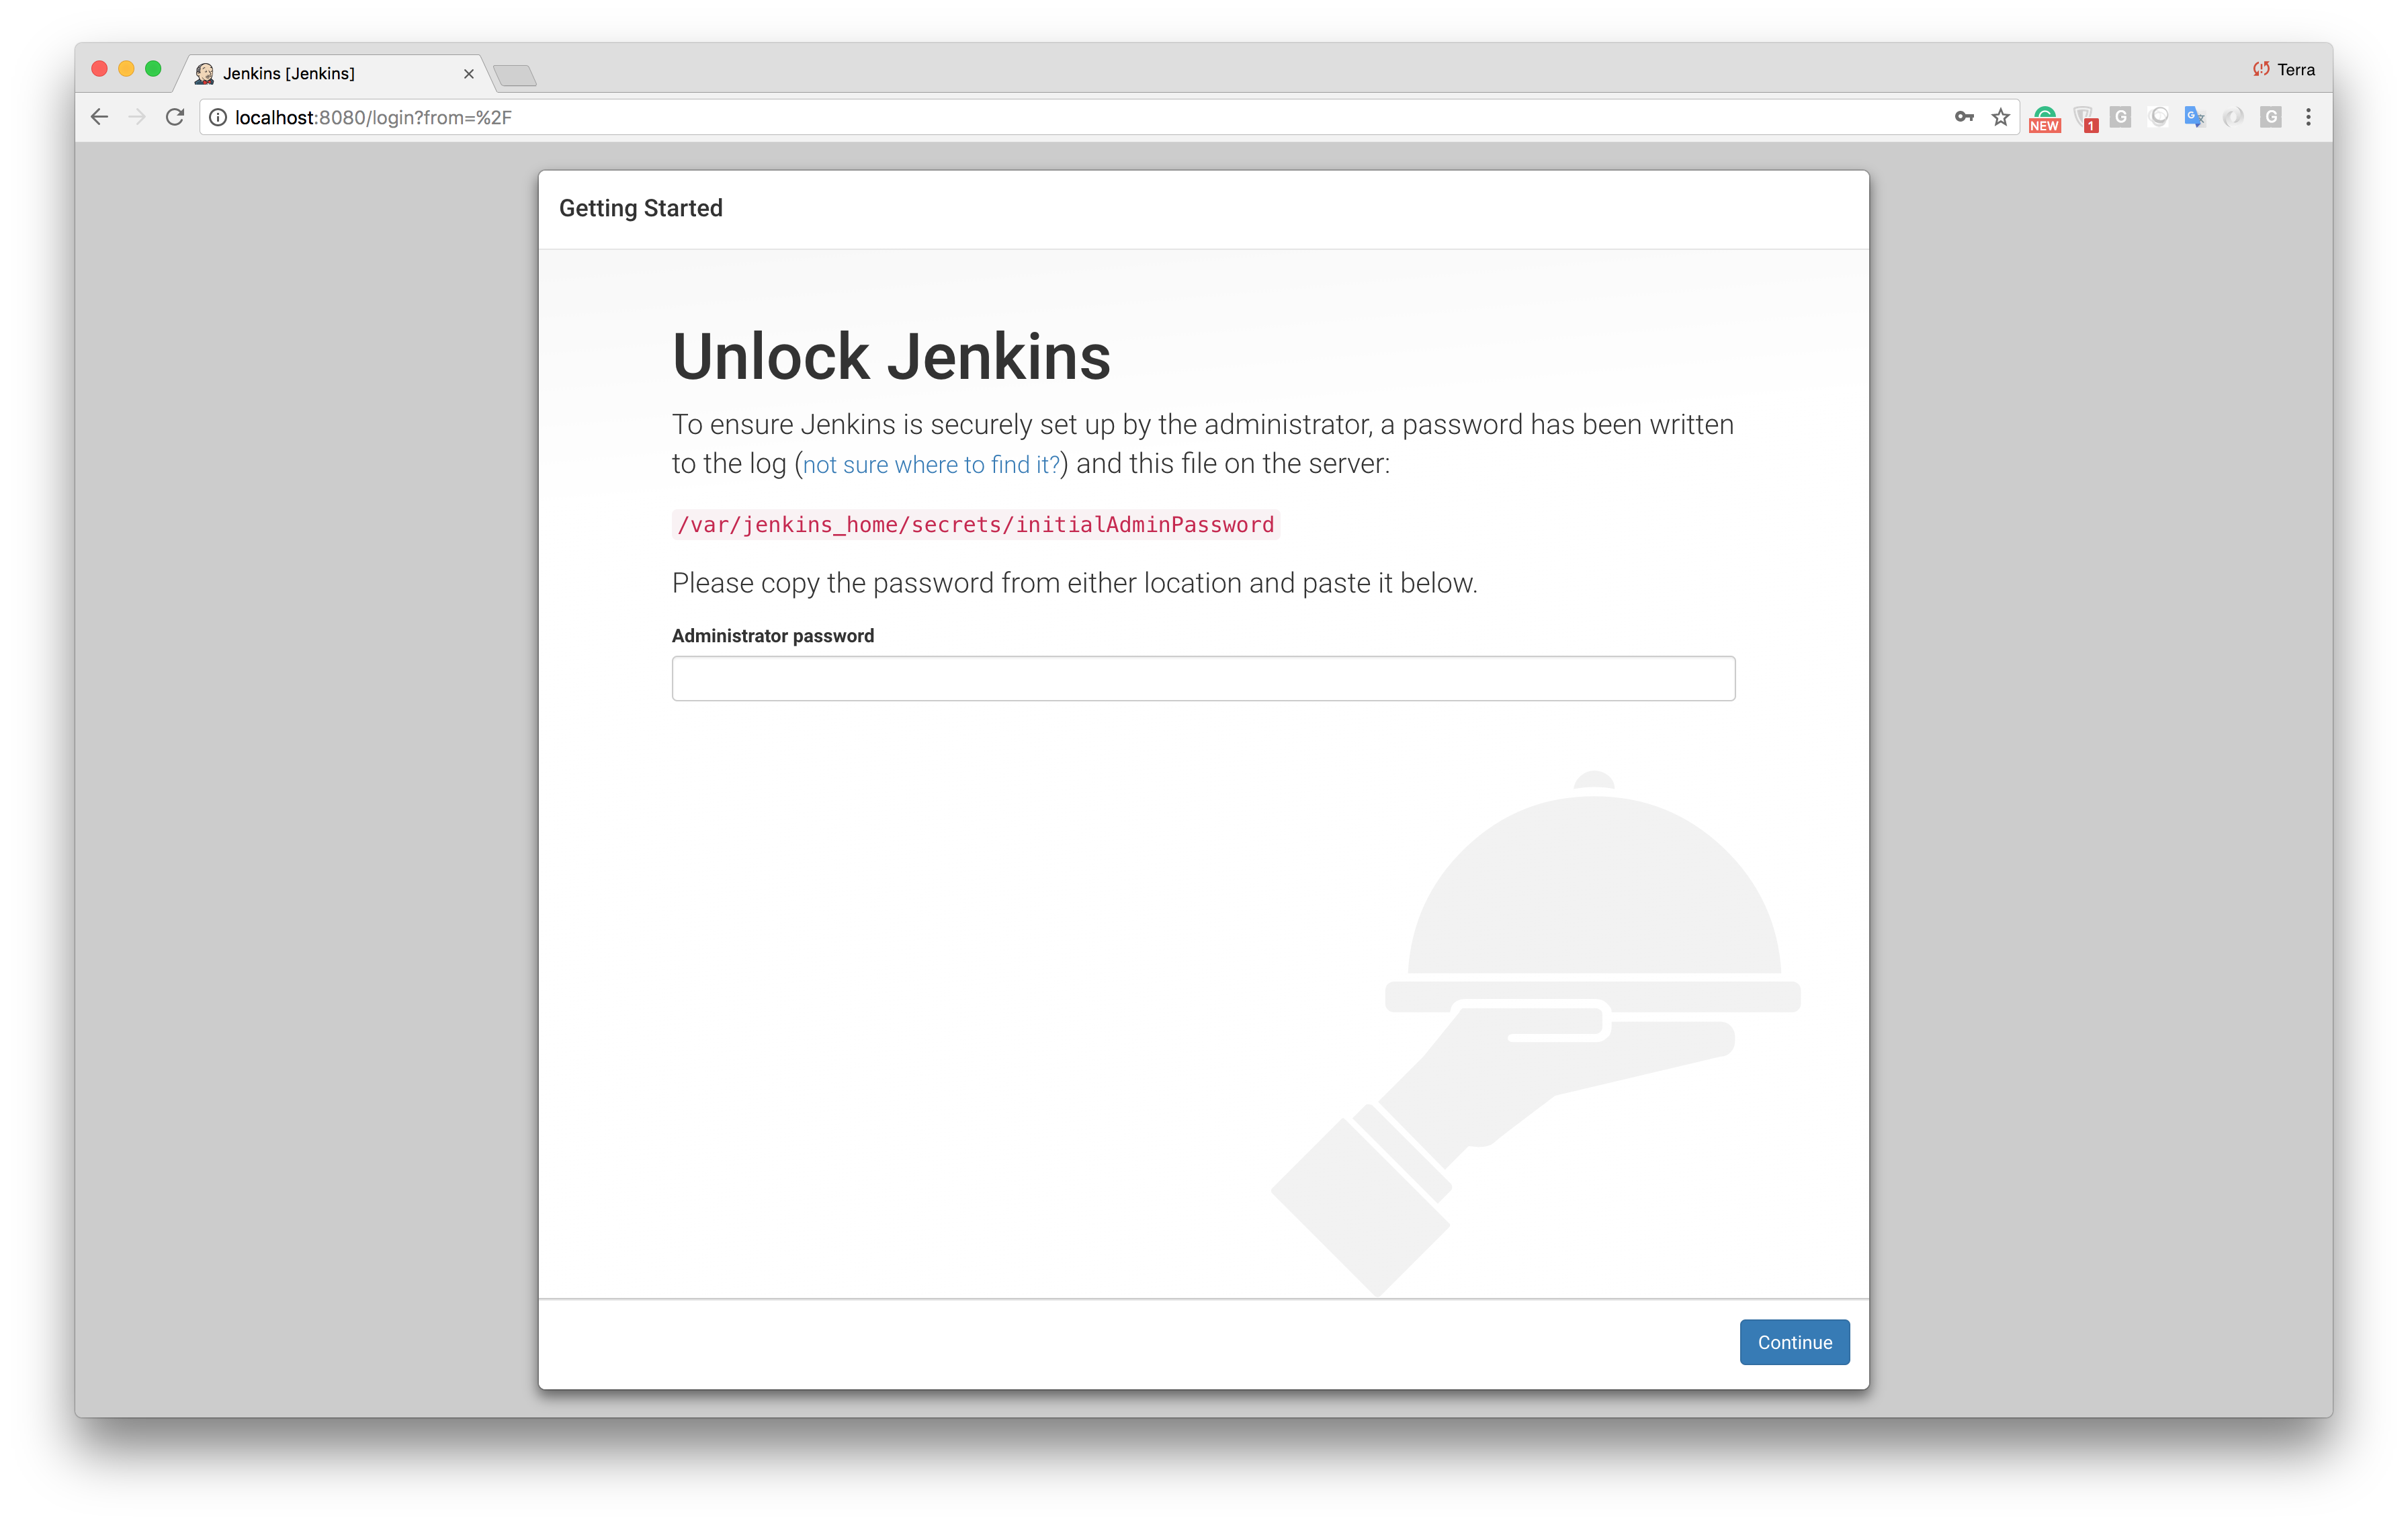 Jenkins [Jenkins]
Terra
localhost:8080/login?from=%2F
NEW
1
G
G
G
Getting Started
Unlock Jenkins
To ensure Jenkins is securely set up by the administrator, a password has been written
to the log (not sure where to find it?) and this file on the server:
/var/jenkins_home/secrets/initialAdminPassword
Please copy the password from either location and paste it below.
Administrator password
Continue